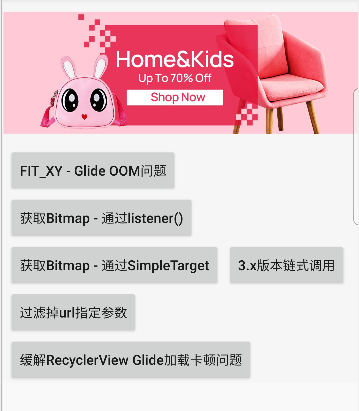 Home&Kids
Up To 70% Off
Shop Now
FIT_XY - Glide OOM问题
获取Bitmap - 通过listener()
获取Bitmap - 通过SimpleTarget
3.x版本链式调用
过滤掉url指定参数
缓解RecyclerView Glide加载卡顿问题